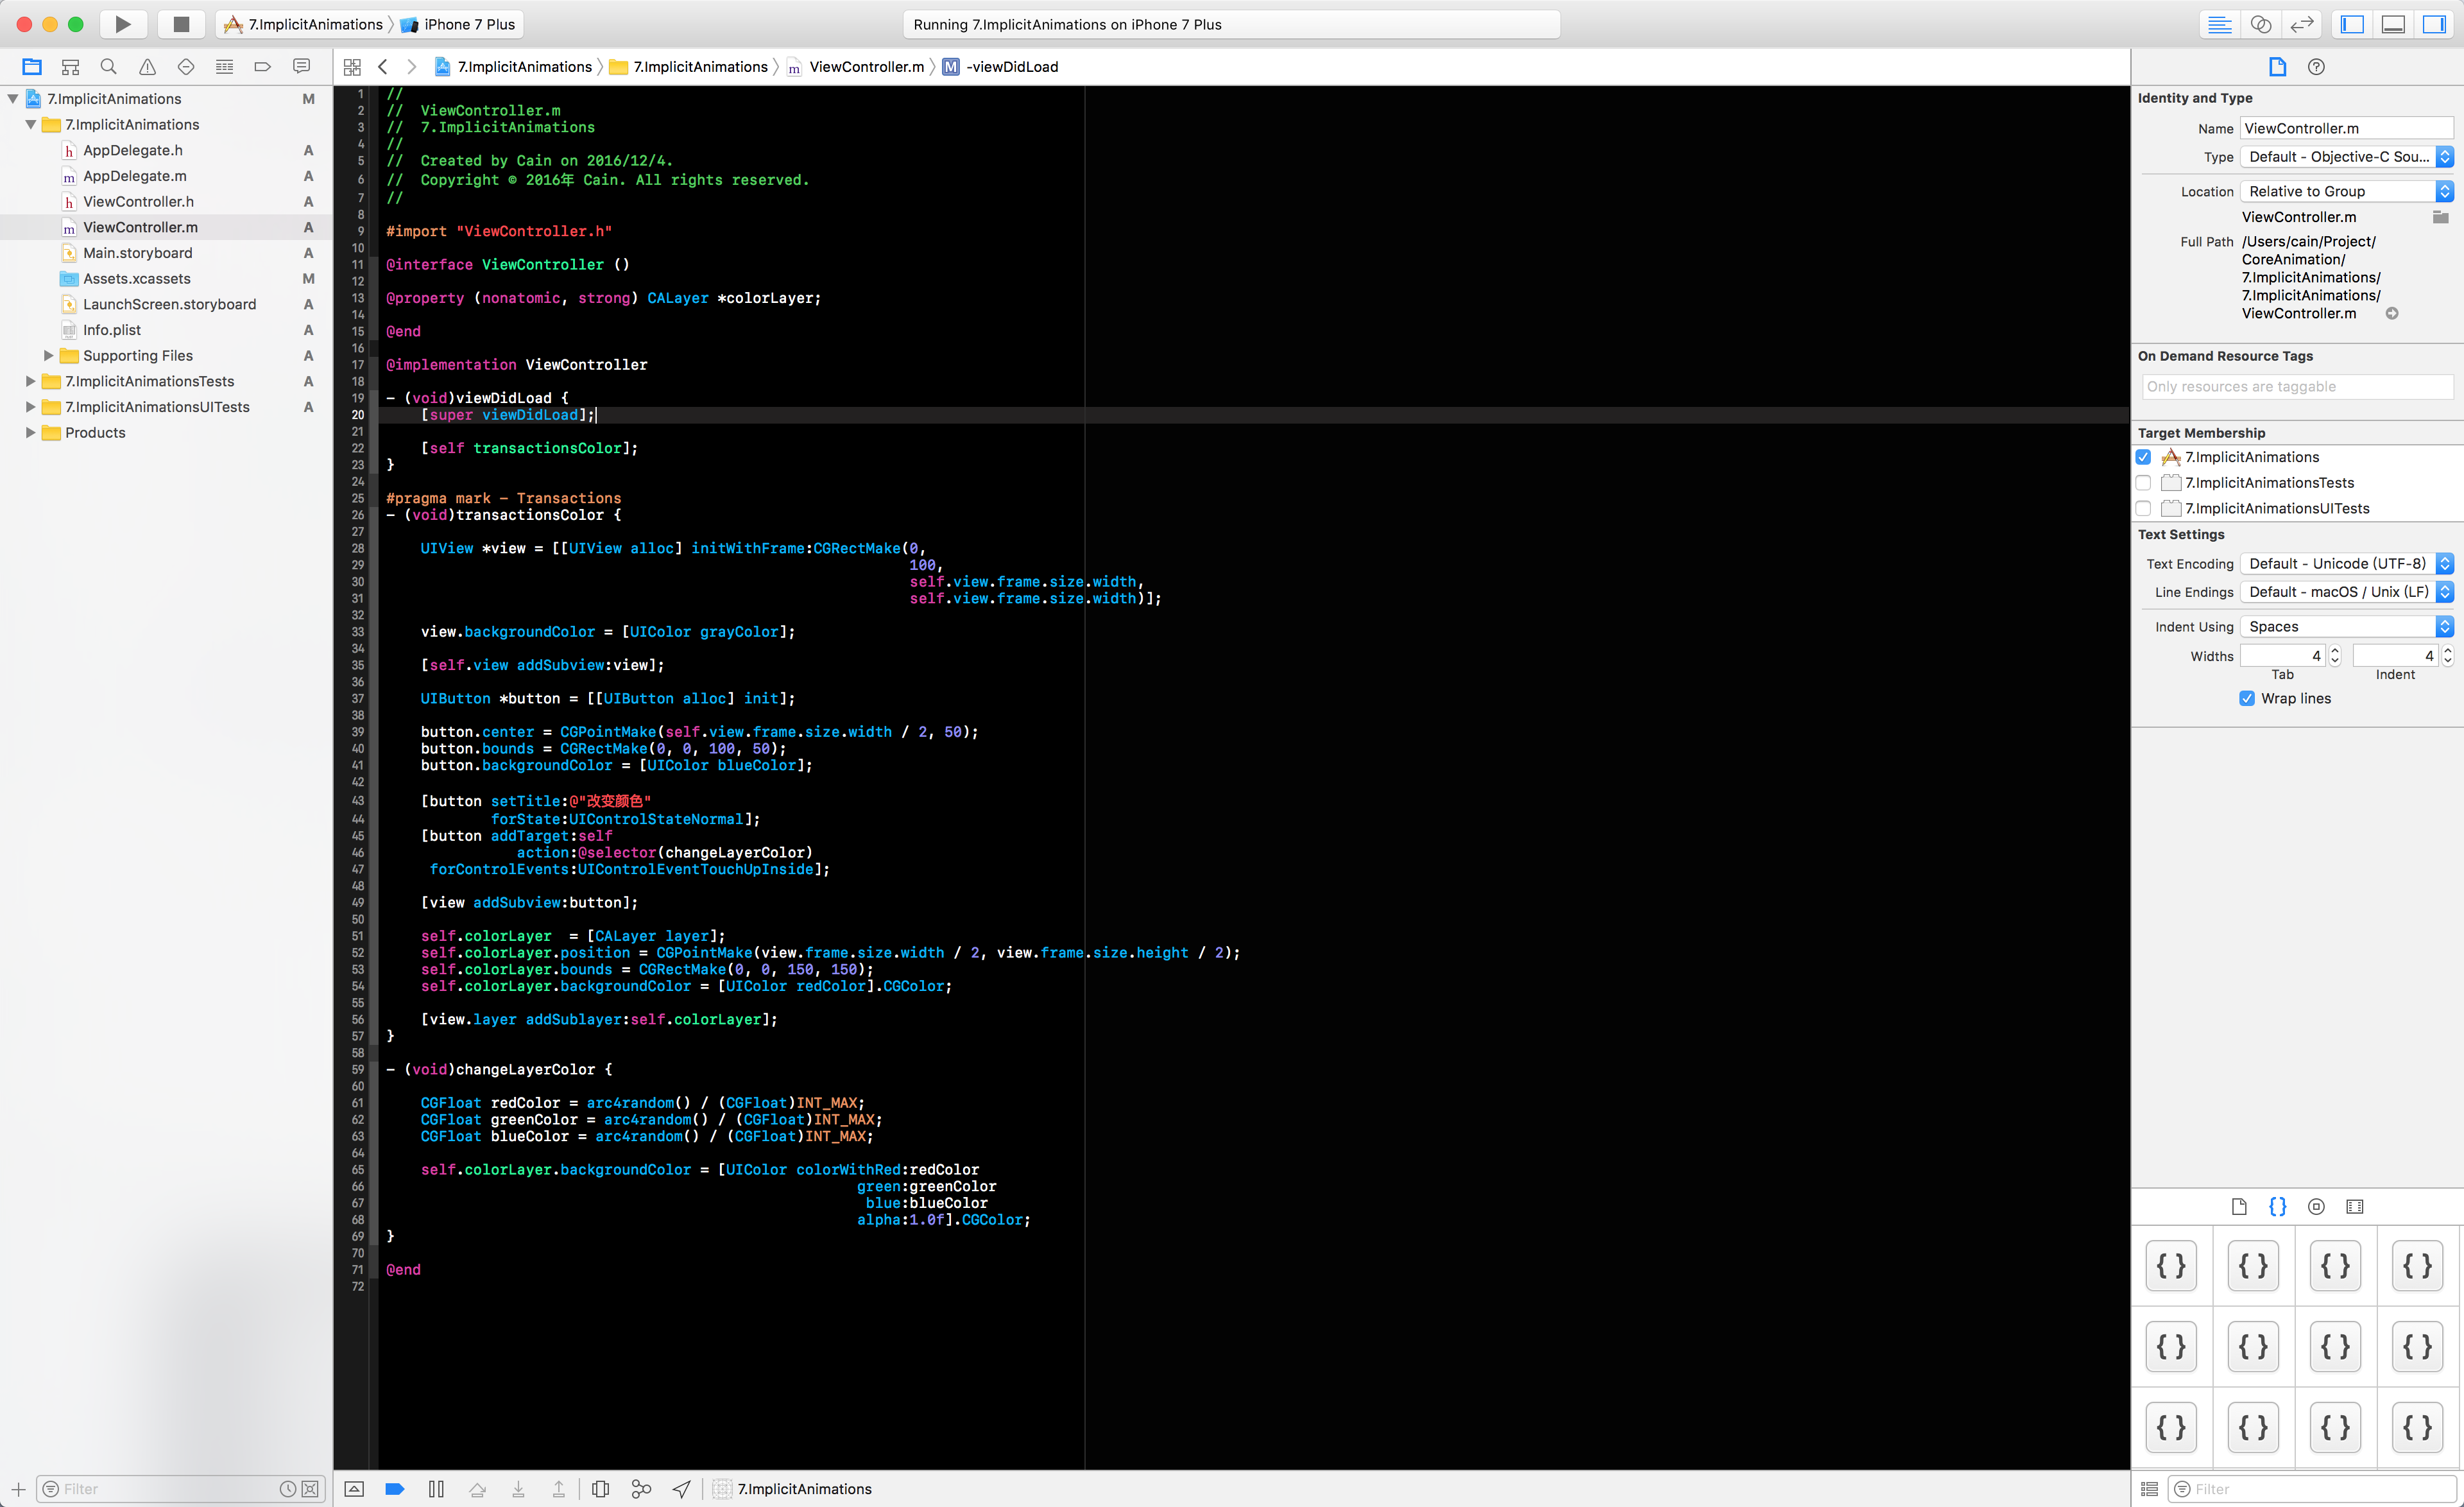 7.ImplicitAnimations
iPhone 7 Plus
Running 7.ImplicitAnimations on iPhone 7 Plus
7.ImplicitAnimations
7.ImplicitAnimations
ViewController.m
M
-viewDidLoad
7.ImplicitAnimations M
7.ImplicitAnimations
h AppDelegate.h A
m AppDelegate.m A
h ViewController.h A
m ViewController.m A
Main.storyboard A
Assets.xcassets M
LaunchScreen.storyboard A
Info.plist A
Supporting Files A
7.ImplicitAnimationsTests A
7.ImplicitAnimationsUITests A
Products
Filter
1 //
2 //  ViewController.m
3 //  7.ImplicitAnimations
4 //
5 //  Created by Cain on 2016/12/4.
6 //  Copyright © 2016年 Cain. All rights reserved.
7 //
8
9 #import "ViewController.h"
10
11 @interface ViewController ()
12
13 @property (nonatomic, strong) CALayer *colorLayer;
14
15 @end
16
17 @implementation ViewController
18
19 - (void)viewDidLoad {
20     [super viewDidLoad];
21
22     [self transactionsColor];
23 }
24
25 #pragma mark - Transactions
26 - (void)transactionsColor {
27
28     UIView *view = [[UIView alloc] initWithFrame:CGRectMake(0,
29                                                             100,
30                                                             self.view.frame.size.width,
31                                                             self.view.frame.size.width)];
32
33     view.backgroundColor = [UIColor grayColor];
34
35     [self.view addSubview:view];
36
37     UIButton *button = [[UIButton alloc] init];
38
39     button.center = CGPointMake(self.view.frame.size.width / 2, 50);
40     button.bounds = CGRectMake(0, 0, 100, 50);
41     button.backgroundColor = [UIColor blueColor];
42
43     [button setTitle:@"改变颜色"
44             forState:UIControlStateNormal];
45     [button addTarget:self
46                action:@selector(changeLayerColor)
47      forControlEvents:UIControlEventTouchUpInside];
48
49     [view addSubview:button];
50
51     self.colorLayer  = [CALayer layer];
52     self.colorLayer.position = CGPointMake(view.frame.size.width / 2, view.frame.size.height / 2);
53     self.colorLayer.bounds = CGRectMake(0, 0, 150, 150);
54     self.colorLayer.backgroundColor = [UIColor redColor].CGColor;
55
56     [view.layer addSublayer:self.colorLayer];
57 }
58
59 - (void)changeLayerColor {
60
61     CGFloat redColor = arc4random() / (CGFloat)INT_MAX;
62     CGFloat greenColor = arc4random() / (CGFloat)INT_MAX;
63     CGFloat blueColor = arc4random() / (CGFloat)INT_MAX;
64
65     self.colorLayer.backgroundColor = [UIColor colorWithRed:redColor
66                                                       green:greenColor
67                                                        blue:blueColor
68                                                       alpha:1.0f].CGColor;
69 }
70
71 @end
72
7.ImplicitAnimations
Identity and Type
Name ViewController.m
Type Default - Objective-C Sou...
Location Relative to Group
ViewController.m
Full Path /Users/cain/Project/
CoreAnimation/
7.ImplicitAnimations/
7.ImplicitAnimations/
ViewController.m
On Demand Resource Tags
Only resources are taggable
Target Membership
7.ImplicitAnimations
7.ImplicitAnimationsTests
7.ImplicitAnimationsUITests
Text Settings
Text Encoding Default - Unicode (UTF-8)
Line Endings Default - macOS / Unix (LF)
Indent Using Spaces
Widths 4 4
Tab Indent
Wrap lines
{ }
{ } { } { } { }
{ } { } { } { }
{ } { } { } { }
Filter